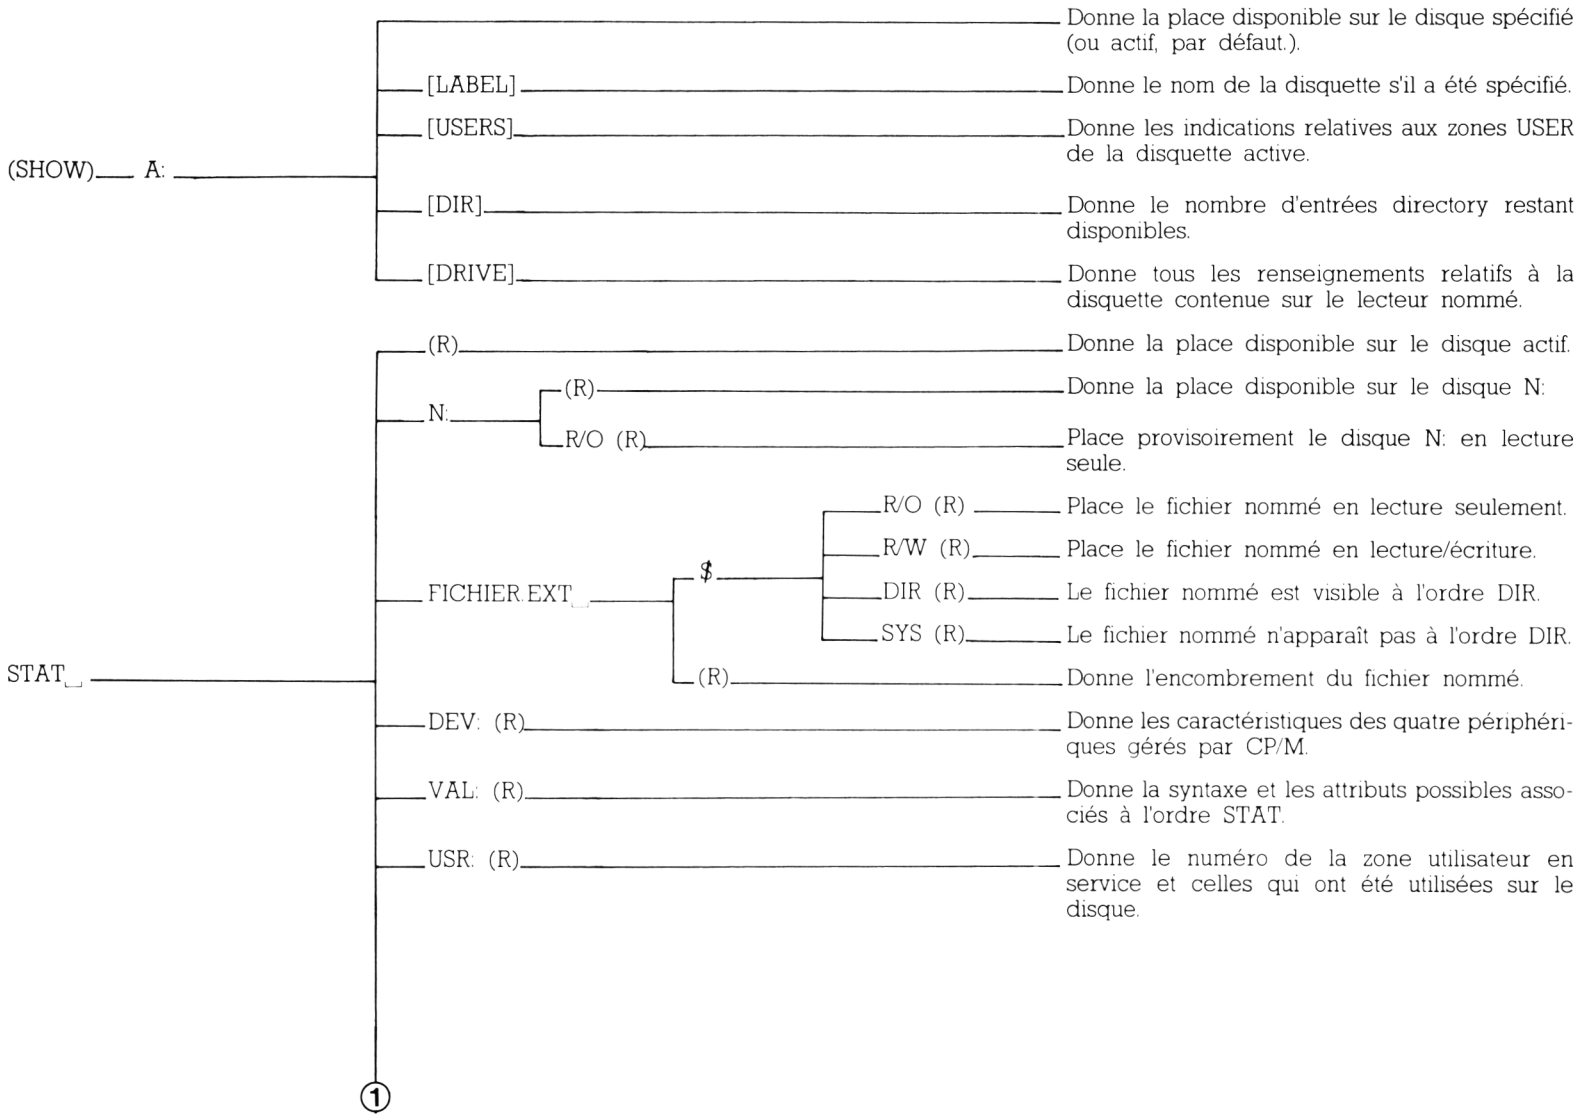 Donne la place disponible sur le disque spécifié
(ou actif, par défaut.).
[LABEL] Donne le nom de la disquette s'il a été spécifié.
[USERS] Donne les indications relatives aux zones USER
de la disquette active.
(SHOW) A:
[DIR] Donne le nombre d'entrées directory restant
disponibles.
[DRIVE] Donne tous les renseignements relatifs à la
disquette contenue sur le lecteur nommé.
(R) Donne la place disponible sur le disque actif.
(R) Donne la place disponible sur le disque N:
N:
R/O (R) Place provisoirement le disque N: en lecture
seule.
R/O (R) Place le fichier nommé en lecture seulement.
R/W (R) Place le fichier nommé en lecture/écriture.
$
FICHIER.EXT␣ DIR (R) Le fichier nommé est visible à l'ordre DIR.
SYS (R) Le fichier nommé n'apparaît pas à l'ordre DIR.
STAT␣ (R) Donne l'encombrement du fichier nommé.
DEV: (R) Donne les caractéristiques des quatre périphéri-
ques gérés par CP/M.
VAL: (R) Donne la syntaxe et les attributs possibles asso-
ciés à l'ordre STAT.
USR: (R) Donne le numéro de la zone utilisateur en
service et celles qui ont été utilisées sur le
disque.
1